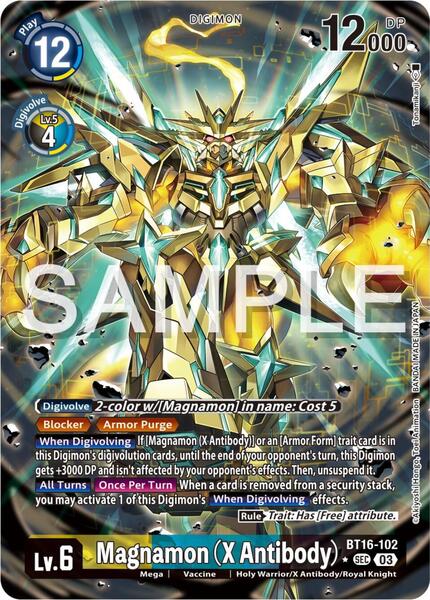 DIGIMON
Play
12
12000
DP
Digivolve
Lv.5
4
Tonamikanji
SAMPLE
BANDAI MADE IN JAPAN
©Akiyoshi Hongo, Toei Animation
Digivolve 2-color w/[Magnamon] in name: Cost 5
Blocker Armor Purge
When Digivolving If [Magnamon (X Antibody)] or an [Armor Form] trait card is in
this Digimon's digivolution cards, until the end of your opponent's turn, this Digimon
gets +3000 DP and isn't affected by your opponent's effects. Then, unsuspend it.
All Turns Once Per Turn When a card is removed from a security stack,
you may activate 1 of this Digimon's When Digivolving effects.
Rule Trait: Has [Free] attribute.
Lv.6
Magnamon (X Antibody)
BT16-102
SEC 03
Mega Vaccine Holy Warrior/X Antibody/Royal Knight